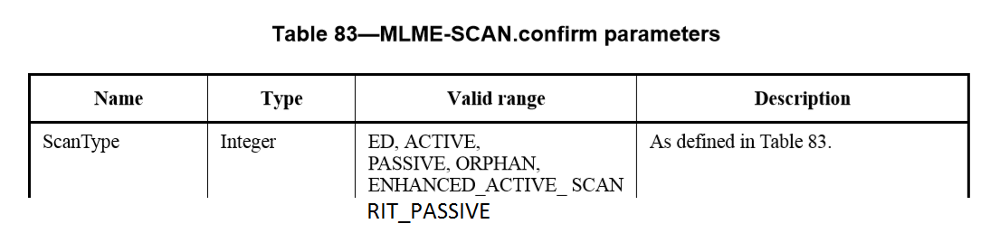 Table 83—MLME-SCAN.confirm parameters
Name Type Valid range Description
ScanType Integer ED, ACTIVE, As defined in Table 83.
PASSIVE, ORPHAN,
ENHANCED_ACTIVE_ SCAN
RIT_PASSIVE